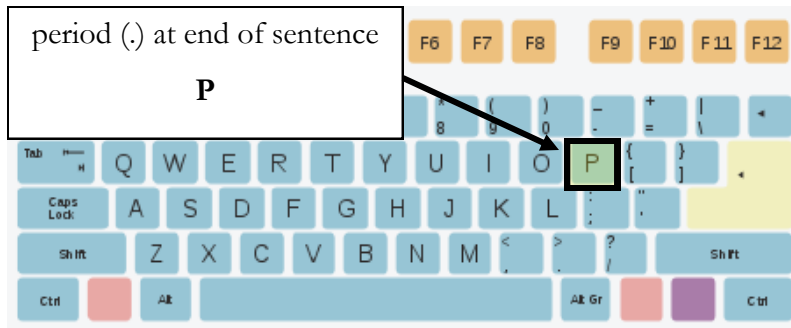 period (.) at end of sentence
P
F6 F7 F8 F9 F10 F11 F12
* ( ) _ + |
8 9 0 - = \
Tab Q W E R T Y U I O P { [ } ]
Caps Lock A S D F G H J K L : ; " '
Shift Z X C V B N M < , > . ? / Shift
Ctrl Alt Alt Gr Ctrl